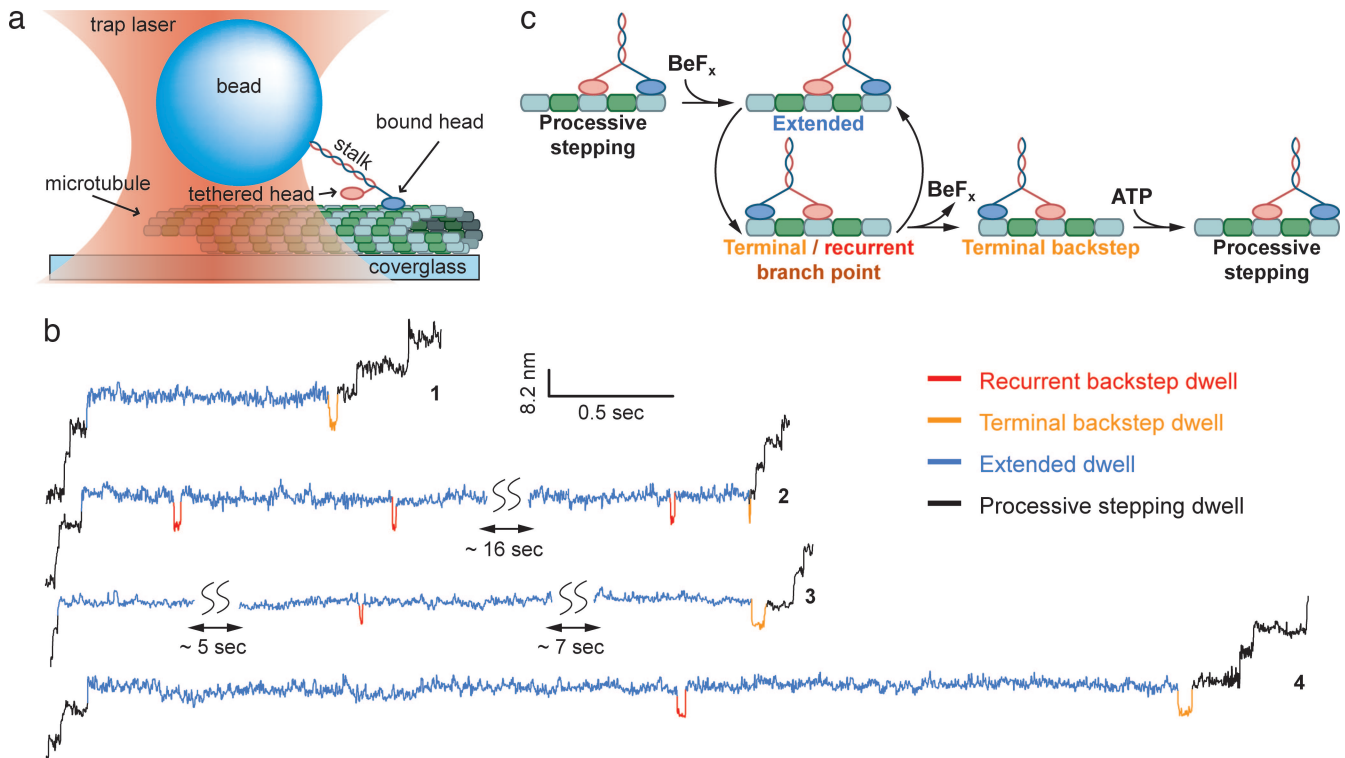 a
trap laser
bead
stalk
bound head
microtubule
tethered head
coverglass
c
BeFx
Processive
stepping
Extended
Terminal / recurrent
branch point
BeFx
Terminal backstep
ATP
Processive
stepping
b
1
8.2 nm
0.5 sec
2
~ 16 sec
3
~ 5 sec
~ 7 sec
4
Recurrent backstep dwell
Terminal backstep dwell
Extended dwell
Processive stepping dwell